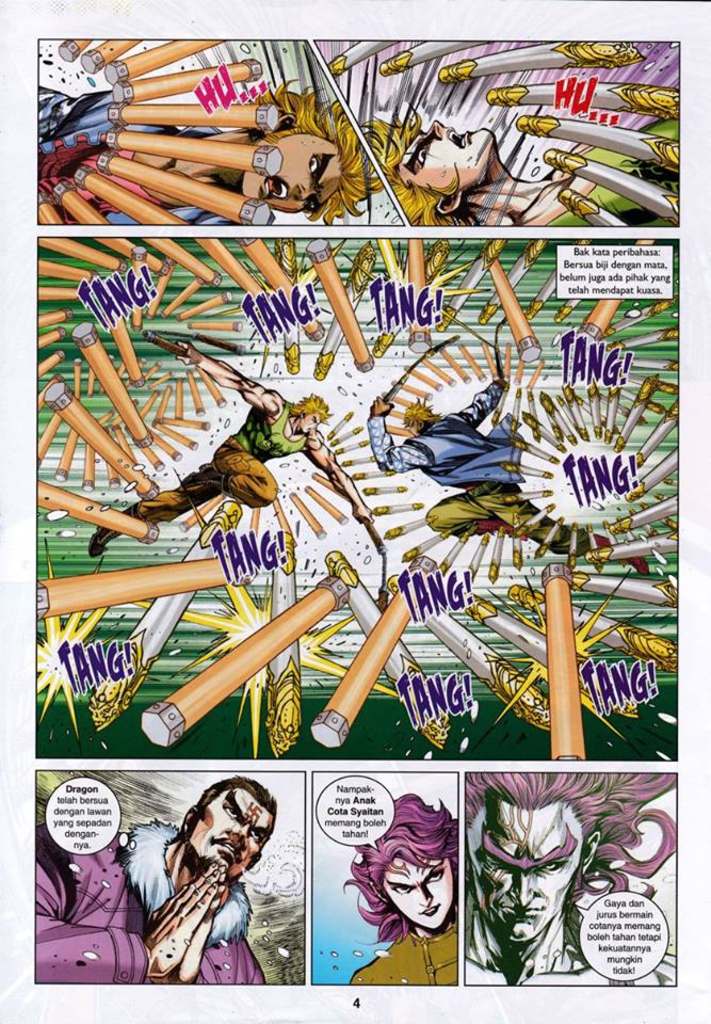 HU...
HU...
Bak kata peribahasa:
Bersua biji dengan mata,
belum juga ada pihak yang
telah mendapat kuasa.
TANG!
TANG!
TANG!
TANG!
TANG!
TANG!
TANG!
TANG!
TANG!
TANG!
Dragon
telah bersua
dengan lawan
yang sepadan
dengan-
nya.
Nampak-
nya Anak
Cota Syaitan
memang boleh
tahan!
Gaya dan
jurus bermain
cotanya memang
boleh tahan tetapi
kekuatannya
mungkin
tidak!
4